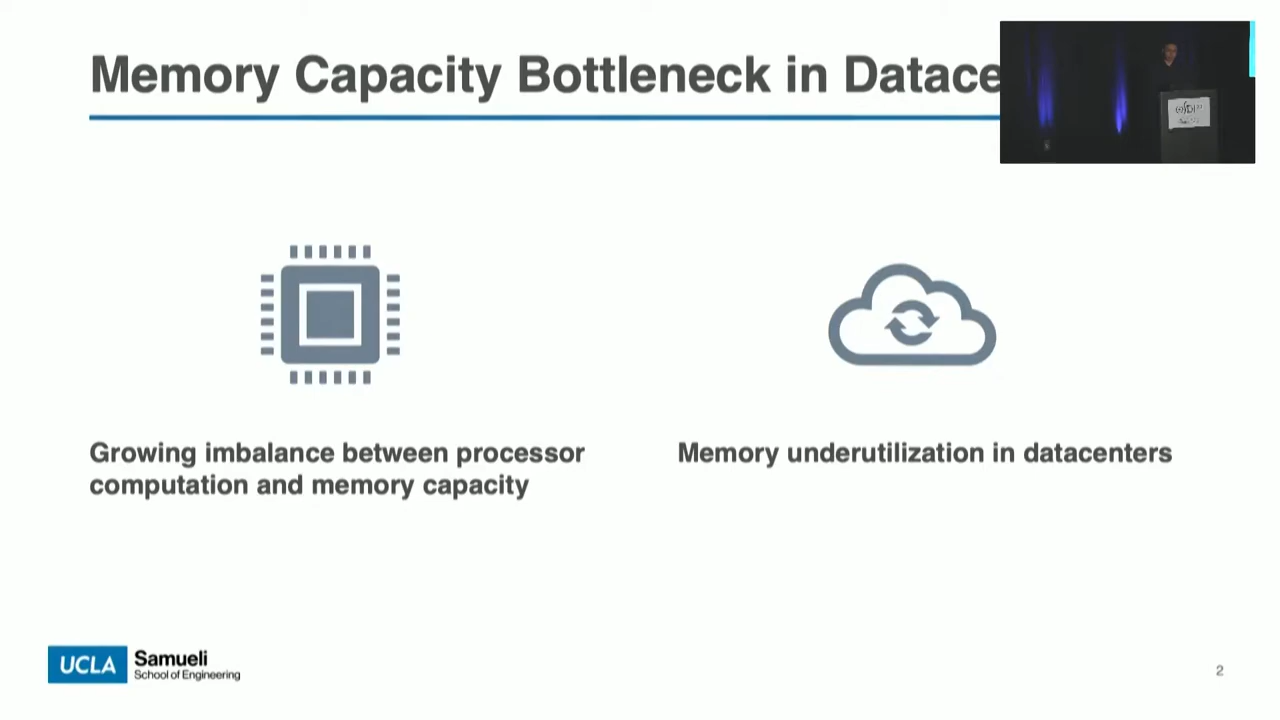 Memory Capacity Bottleneck in Datace
OSDI
Growing imbalance between processor
computation and memory capacity
Memory underutilization in datacenters
UCLA Samueli
School of Engineering
2